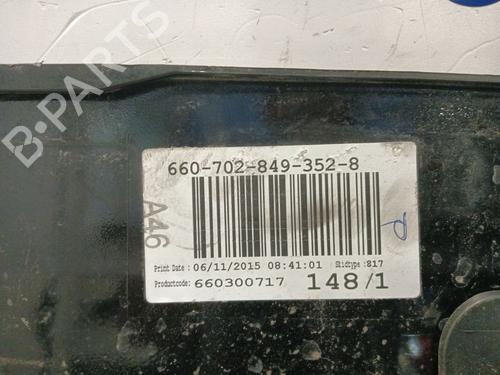 B-PARTS
660-702-849-352-8
A46
Print Date : 06/11/2015 08:41:01 Skidtype :817
Productcode: 660300717 148/1